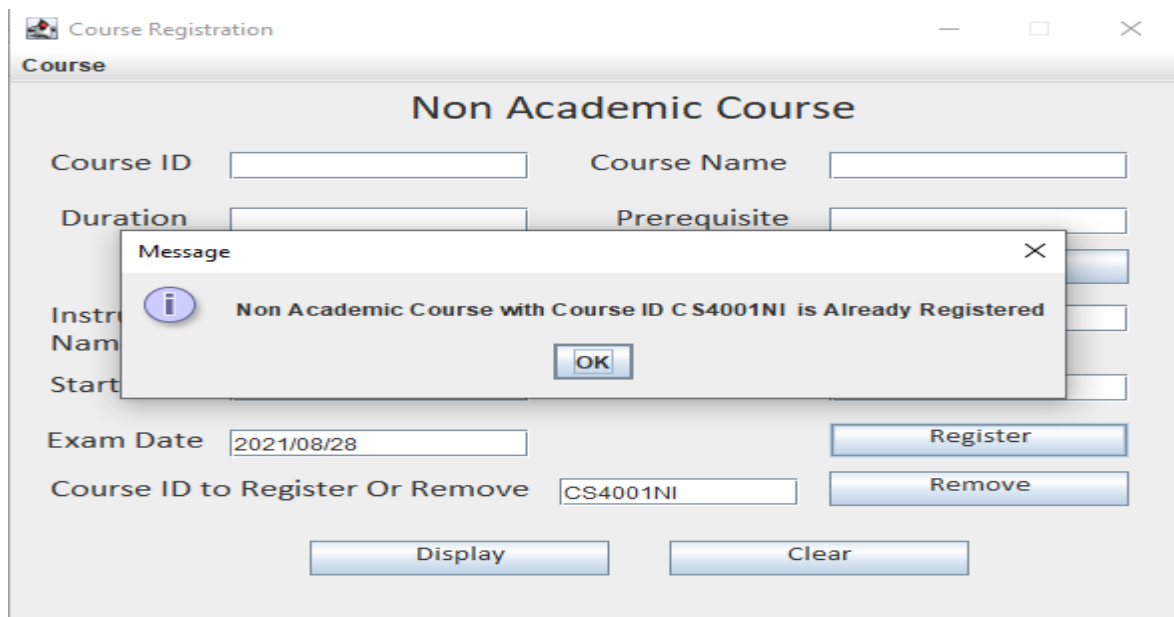 Course Registration
Course
Non Academic Course
Course ID
Course Name
Duration
Prerequisite
Message
Non Academic Course with Course ID CS4001NI is Already Registered
OK
Start
Exam Date
2021/08/28
Register
Course ID to Register Or Remove
CS4001NI
Remove
Display
Clear